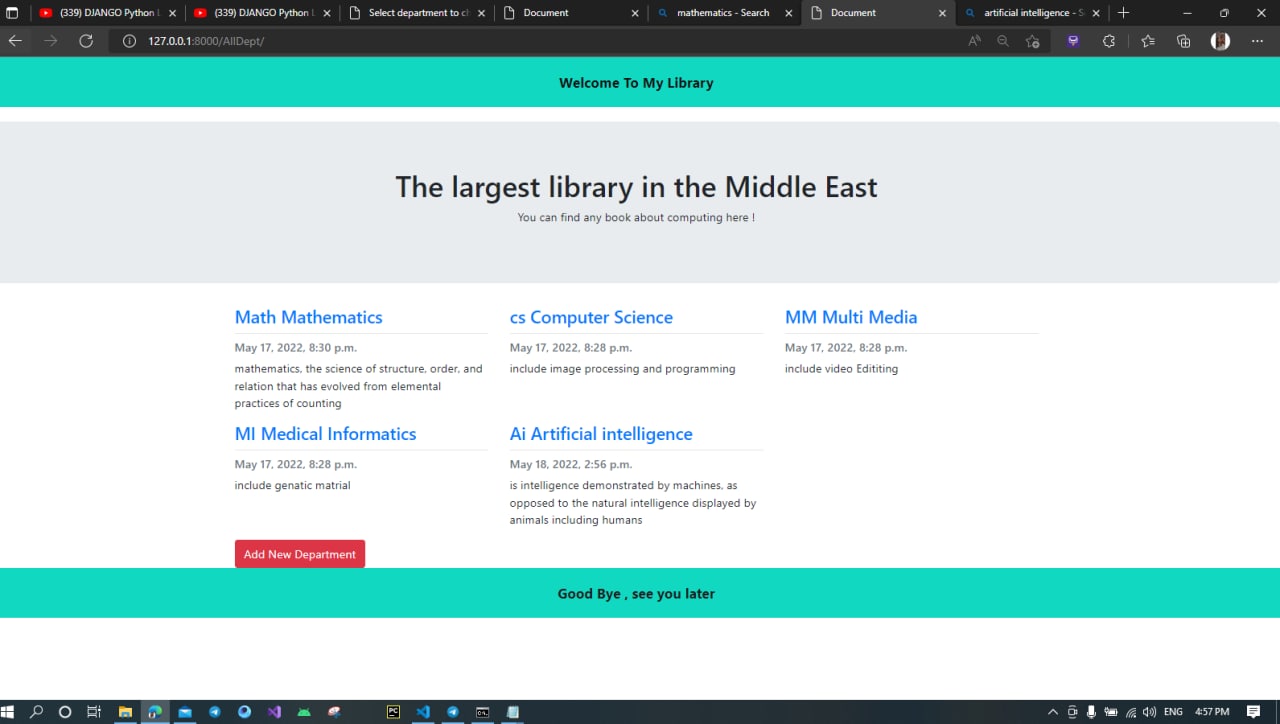 (339) DJANGO Python
(339) DJANGO Python
Select department to ch
Document
mathematics - Search
Document
artificial intelligence - S
127.0.0.1:8000/AllDept/
Welcome To My Library
The largest library in the Middle East
You can find any book about computing here !
Math Mathematics
May 17, 2022, 8:30 p.m.
mathematics, the science of structure, order, and
relation that has evolved from elemental
practices of counting
cs Computer Science
May 17, 2022, 8:28 p.m.
include image processing and programming
MM Multi Media
May 17, 2022, 8:28 p.m.
include video Edititing
MI Medical Informatics
May 17, 2022, 8:28 p.m.
include genatic matrial
Ai Artificial intelligence
May 18, 2022, 2:56 p.m.
is intelligence demonstrated by machines, as
opposed to the natural intelligence displayed by
animals including humans
Add New Department
Good Bye , see you later
PC
ENG
4:57 PM